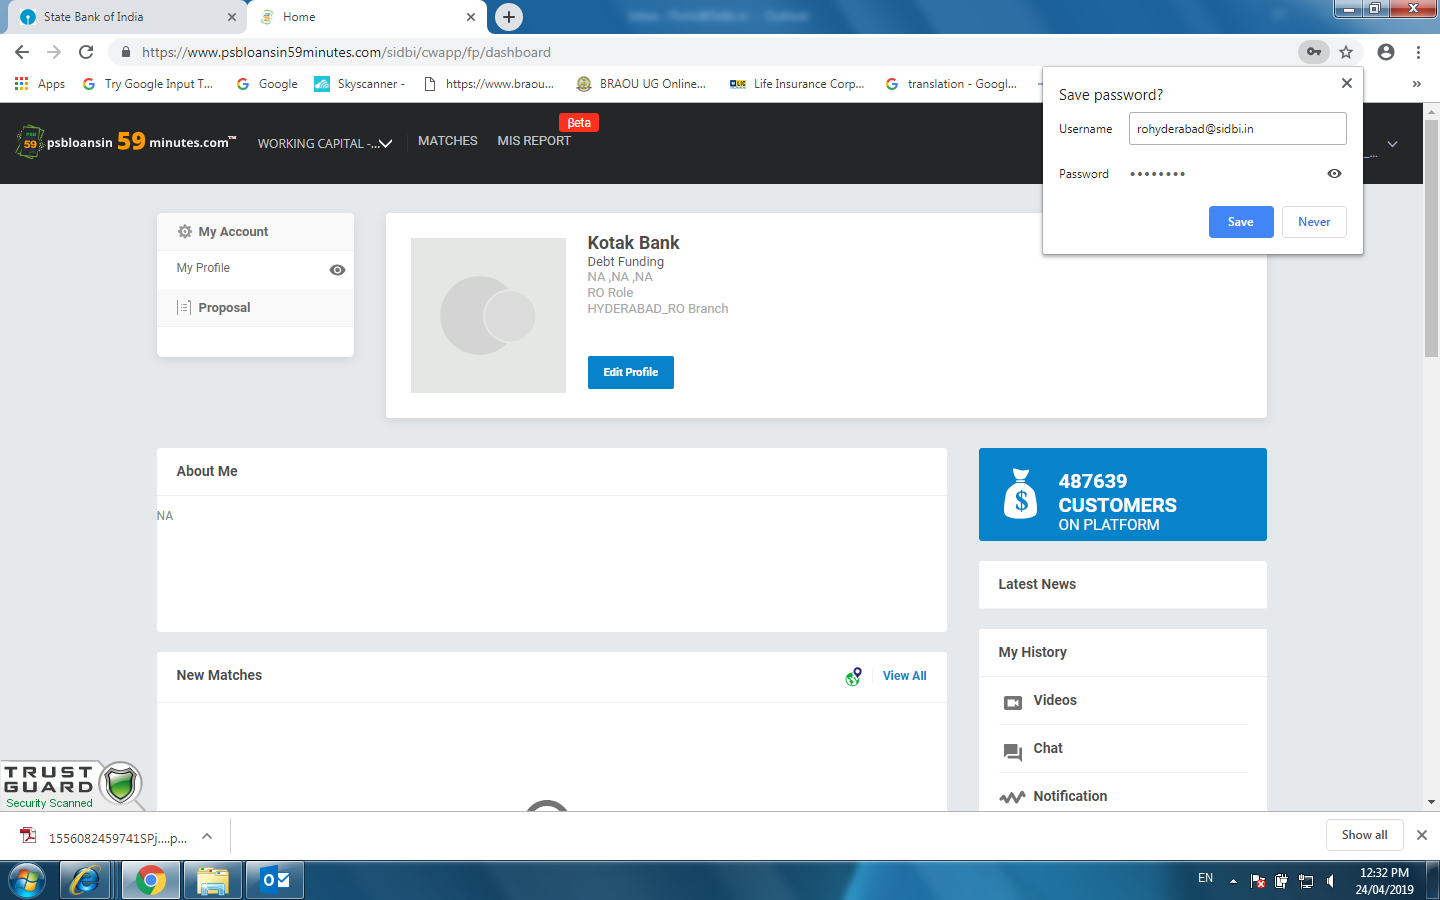 State Bank of India
Home
https://www.psbloansin59minutes.com/sidbi/cwapp/fp/dashboard
Apps
Try Google Input T...
Google
Skyscanner -
https://www.braou...
BRAOU UG Online...
Life Insurance Corp...
translation - Googl...
»
Save password?
Username
rohyderabad@sidbi.in
Password
••••••••
Save
Never
PSB
59
psbloansin 59 minutes.com™
WORKING CAPITAL -...
MATCHES
MIS REPORT
βeta
My Account
My Profile
Proposal
Kotak Bank
Debt Funding
NA ,NA ,NA
RO Role
HYDERABAD_RO Branch
Edit Profile
About Me
NA
487639
CUSTOMERS
ON PLATFORM
Latest News
New Matches
View All
My History
Videos
Chat
Notification
TRUST
GUARD
Security Scanned
1556082459741SPj....p...
Show all
EN
12:32 PM
24/04/2019